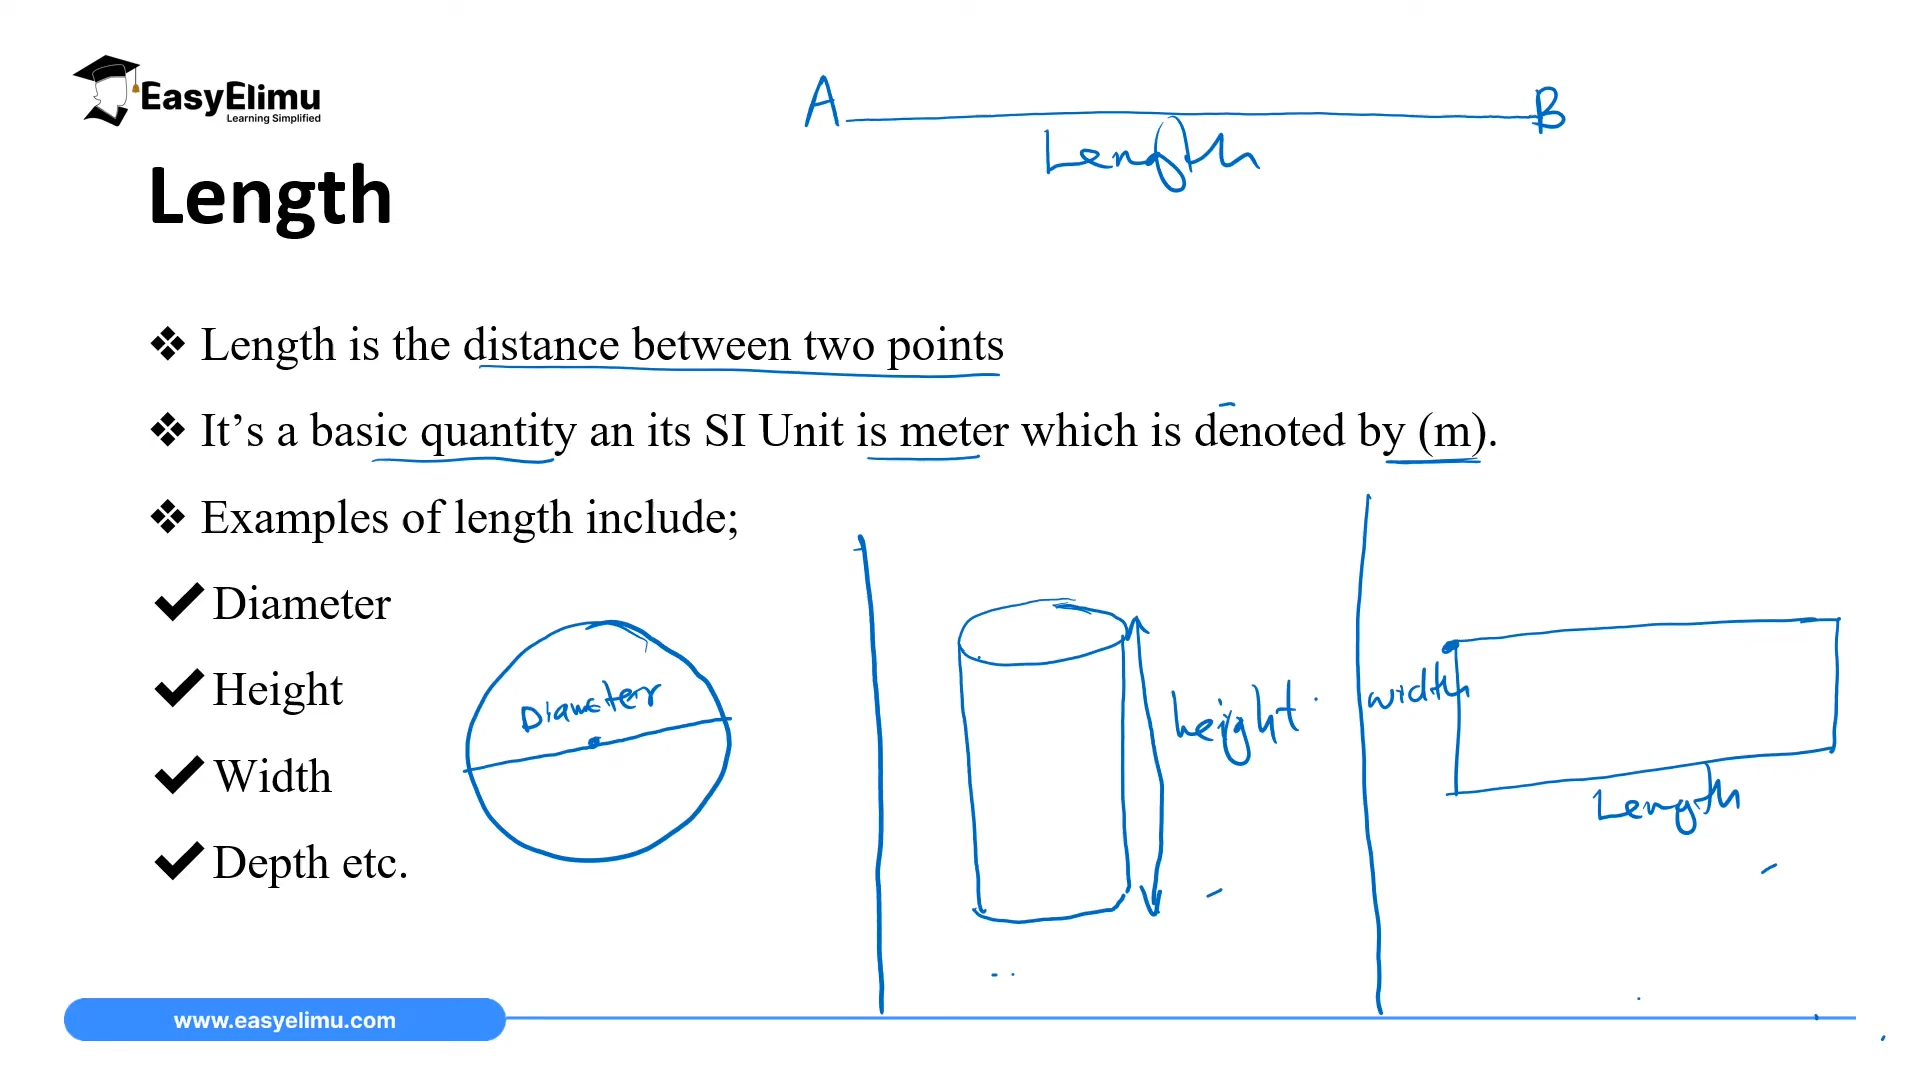 EasyElimu
Learning Simplified
A
B
Length
Length
❖ Length is the distance between two points
❖ It’s a basic quantity an its SI Unit is meter which is denoted by (m).
❖ Examples of length include;
✔ Diameter
✔ Height
✔ Width
✔ Depth etc.
Diameter
height
width
Length
www.easyelimu.com